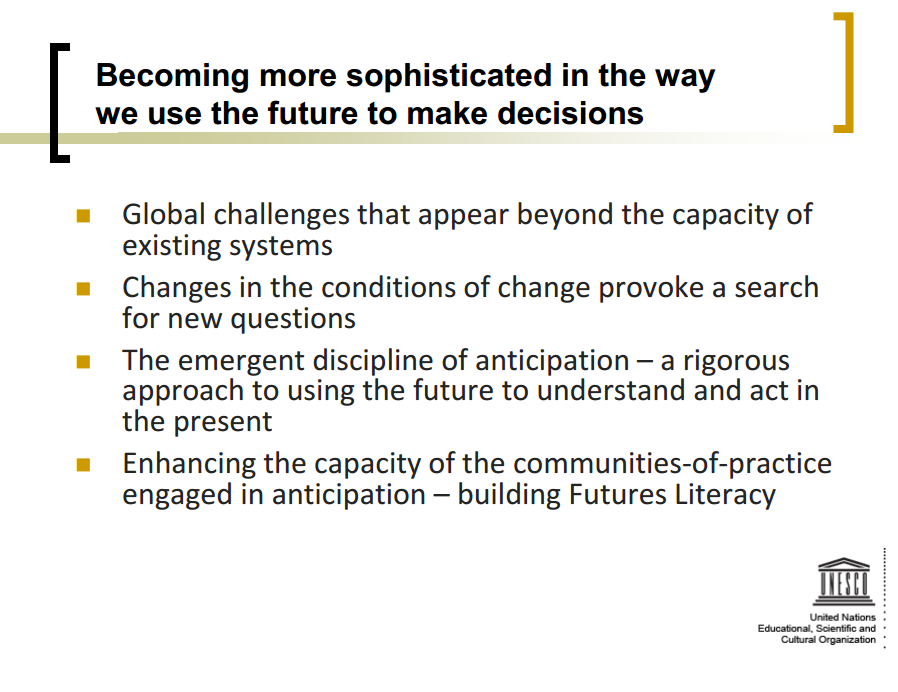 Becoming more sophisticated in the way
we use the future to make decisions
Global challenges that appear beyond the capacity of
existing systems
Changes in the conditions of change provoke a search
for new questions
The emergent discipline of anticipation – a rigorous
approach to using the future to understand and act in
the present
Enhancing the capacity of the communities-of-practice
engaged in anticipation – building Futures Literacy
UNESCO
United Nations
Educational, Scientific and
Cultural Organization